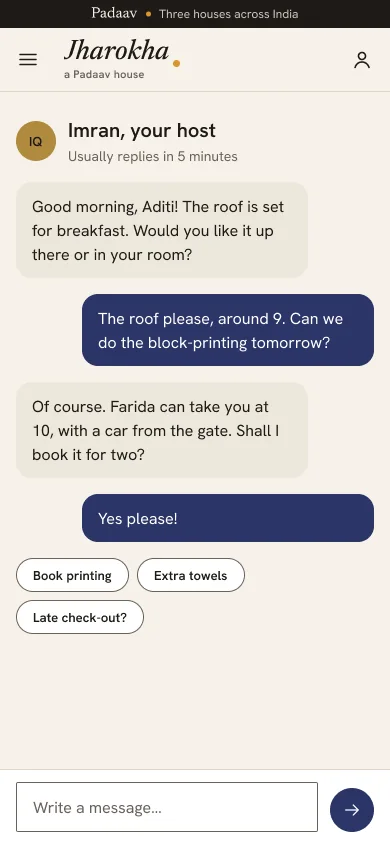 Padaav • Three houses across India
Jharokha
a Padaav house
IQ
Imran, your host
Usually replies in 5 minutes
Good morning, Aditi! The roof is set
for breakfast. Would you like it up
there or in your room?
The roof please, around 9. Can we
do the block-printing tomorrow?
Of course. Farida can take you at
10, with a car from the gate. Shall I
book it for two?
Yes please!
Book printing
Extra towels
Late check-out?
Write a message...